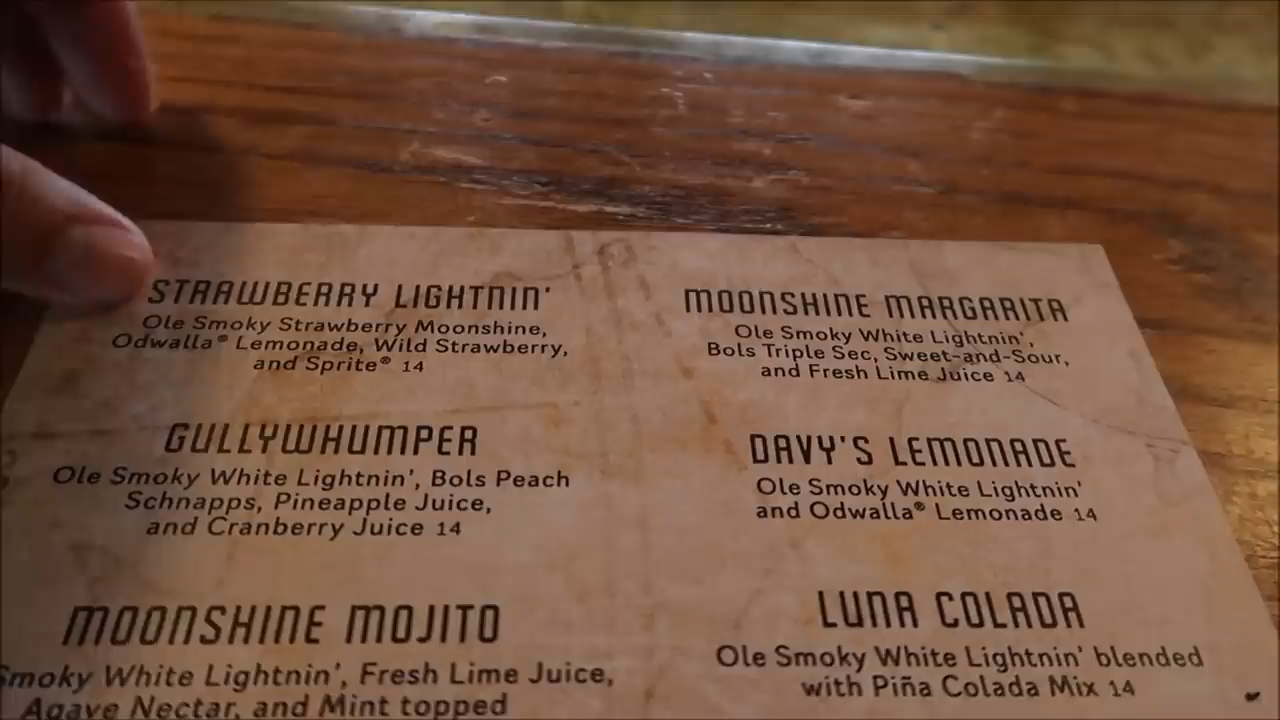 STRAWBERRY LIGHTNIN'
Ole Smoky Strawberry Moonshine,
Odwalla® Lemonade, Wild Strawberry,
and Sprite® 14
GULLYWHUMPER
Ole Smoky White Lightnin', Bols Peach
Schnapps, Pineapple Juice,
and Cranberry Juice 14
MOONSHINE MOJITO
Smoky White Lightnin', Fresh Lime Juice,
Agave Nectar, and Mint topped
MOONSHINE MARGARITA
Ole Smoky White Lightnin',
Bols Triple Sec, Sweet-and-Sour,
and Fresh Lime Juice 14
DAVY'S LEMONADE
Ole Smoky White Lightnin'
and Odwalla® Lemonade 14
LUNA COLADA
Ole Smoky White Lightnin' blended
with Piña Colada Mix 14